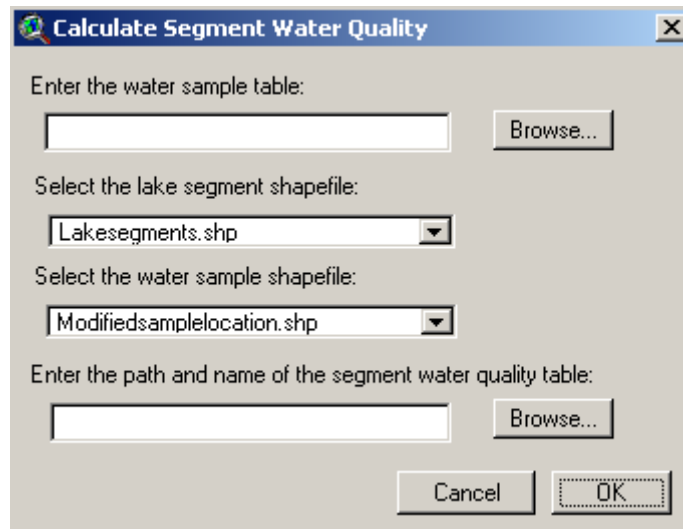 Calculate Segment Water Quality
Enter the water sample table:
Browse...
Select the lake segment shapefile:
Lakesegments.shp
Select the water sample shapefile:
Modifiedsamplelocation.shp
Enter the path and name of the segment water quality table:
Browse...
Cancel OK